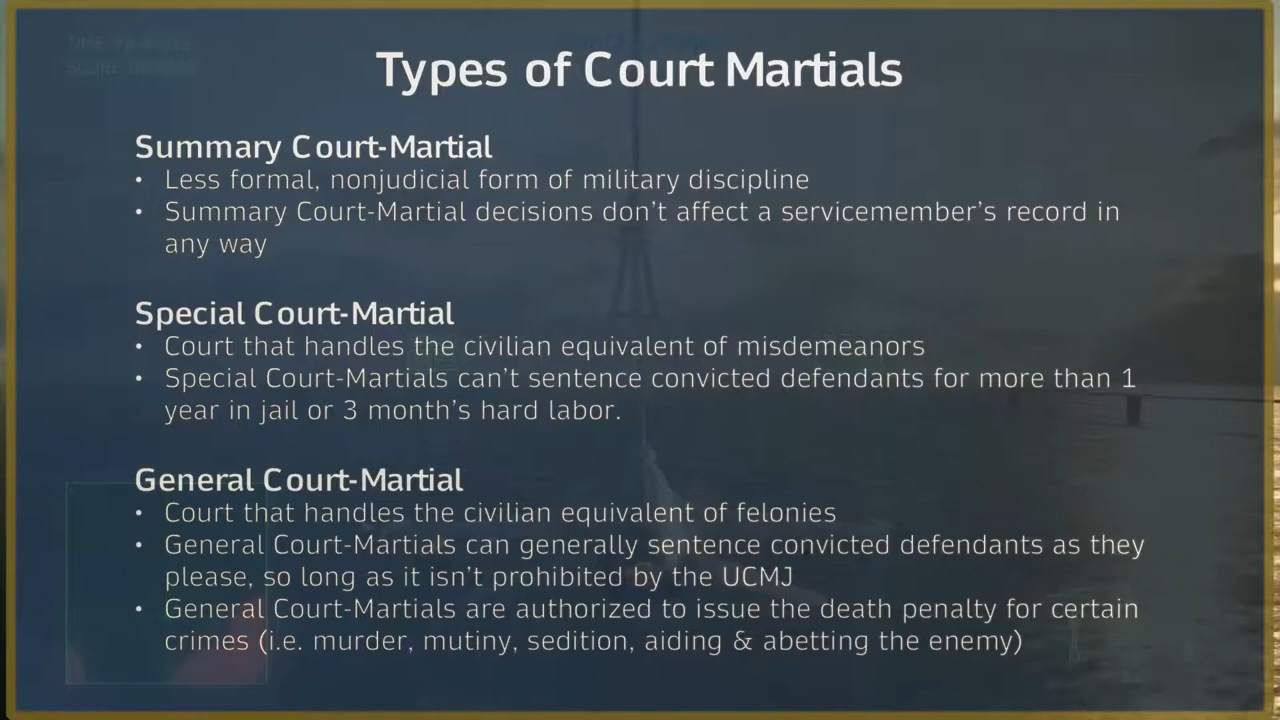 Types of Court Martials
Summary Court-Martial
• Less formal, nonjudicial form of military discipline
• Summary Court-Martial decisions don't affect a servicemember's record in
any way
Special Court-Martial
• Court that handles the civilian equivalent of misdemeanors
• Special Court-Martials can't sentence convicted defendants for more than 1
year in jail or 3 month's hard labor.
General Court-Martial
• Court that handles the civilian equivalent of felonies
• General Court-Martials can generally sentence convicted defendants as they
please, so long as it isn't prohibited by the UCMJ
• General Court-Martials are authorized to issue the death penalty for certain
crimes (i.e. murder, mutiny, sedition, aiding & abetting the enemy)